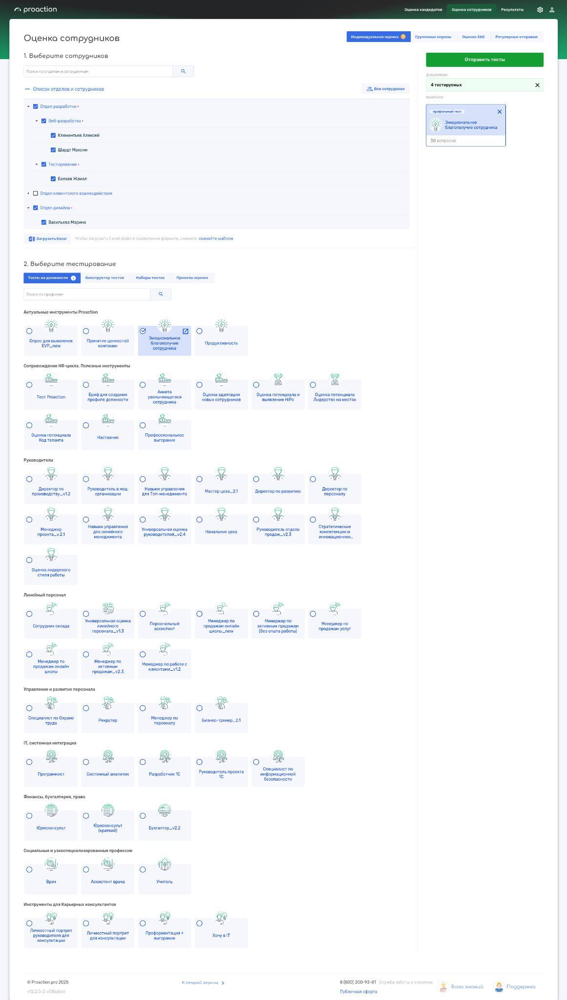 proaction
Оценка кандидатов
Оценка сотрудников
Результаты
Оценка сотрудников
Индивидуальная оценка ?
Групповые опросы
Оценка 360
Регулярные отправки
1. Выберите сотрудников
Поиск по отделам и сотрудникам
Список отделов и сотрудников
Все сотрудники
Отдел разработки •
Веб-разработка •
Клементьев Алексей
Шардт Максим
Тестирование •
Балаев Жамал
Отдел клиентского взаимодействия
Отдел дизайна •
Васильева Марина
Загрузить Excel
Чтобы загрузить Excel-файл в правильном формате, сначала скачайте шаблон
Отправить тесты
ДОБАВЛЕНО:
4 тестируемых
ВЫБРАНО:
профильный тест
Эмоциональное
благополучие сотрудника
30 вопросов
2. Выберите тестирование
Тесты на должности i
Конструктор тестов
Наборы тестов
Проекты оценки
Поиск по профилям
Актуальные инструменты Proaction
Опрос для выявления
EVP_new
Принятие ценностей
компании
Эмоциональное
благополучие
сотрудника
Продуктивность
Сопровождение HR-цикла. Полезные инструменты
Тест Proaction
Бриф для создания
профиля должности
Анкета
увольняющегося
сотрудника
Оценка адаптации
новых сотрудников
Оценка потенциала и
выявление HiPo
Оценка потенциала
Лидерство на местах
Оценка потенциала
Код таланта
Наставник
Профессиональное
выгорание
Руководители
Директор по
производству_v1.2
Руководитель в мед.
организации
Навыки управления
для Топ-менеджмента
Мастер цеха_2.1
Директор по развитию
Директор по
персоналу
Менеджер
проекта_v.2.1
Навыки управления
для линейного
менеджмента
Универсальная оценка
руководителей_v2.4
Начальник цеха
Руководитель отдела
продаж_v2.3
Стратегические
компетенции и
инновационное...
Оценка лидерского
стиля работы
Линейный персонал
Сотрудник склада
Универсальная оценка
линейного
персонала_v1.3
Персональный
ассистент
Менеджер по
продажам онлайн
школы_new
Менеджер по
активным продажам
(без опыта работы)
Менеджер по
продажам услуг
Менеджер по
продажам онлайн
школы
Менеджер по
активным
продажам_v2.3
Менеджер по работе с
клиентами_v1.2
Управление и развитие персонала
Специалист по Охране
труда
Рекрутер
Менеджер по
персоналу
Бизнес-тренер_2.1
IT, системная интеграция
Программист
Системный аналитик
Разработчик 1С
Руководитель проекта
1С
Специалист по
информационной
безопасности
Финансы, бухгалтерия, право
Юрисконсульт
Юрисконсульт
(краткий)
Бухгалтер_v2.2
Социальные и узкоспециализированные профессии
Врач
Ассистент врача
Учитель
Инструменты для Карьерных консультантов
Личностный портрет
руководителя для
консультации
Личностный портрет
для консультации
Профориентация +
выгорание
Хочу в IT
© Proaction.pro 2025
v12.2.0-2-c0fbabde
К старой версии
8 (800) 200-93-81 Служба заботы о клиентах
Публичная оферта
База знаний
Поддержка